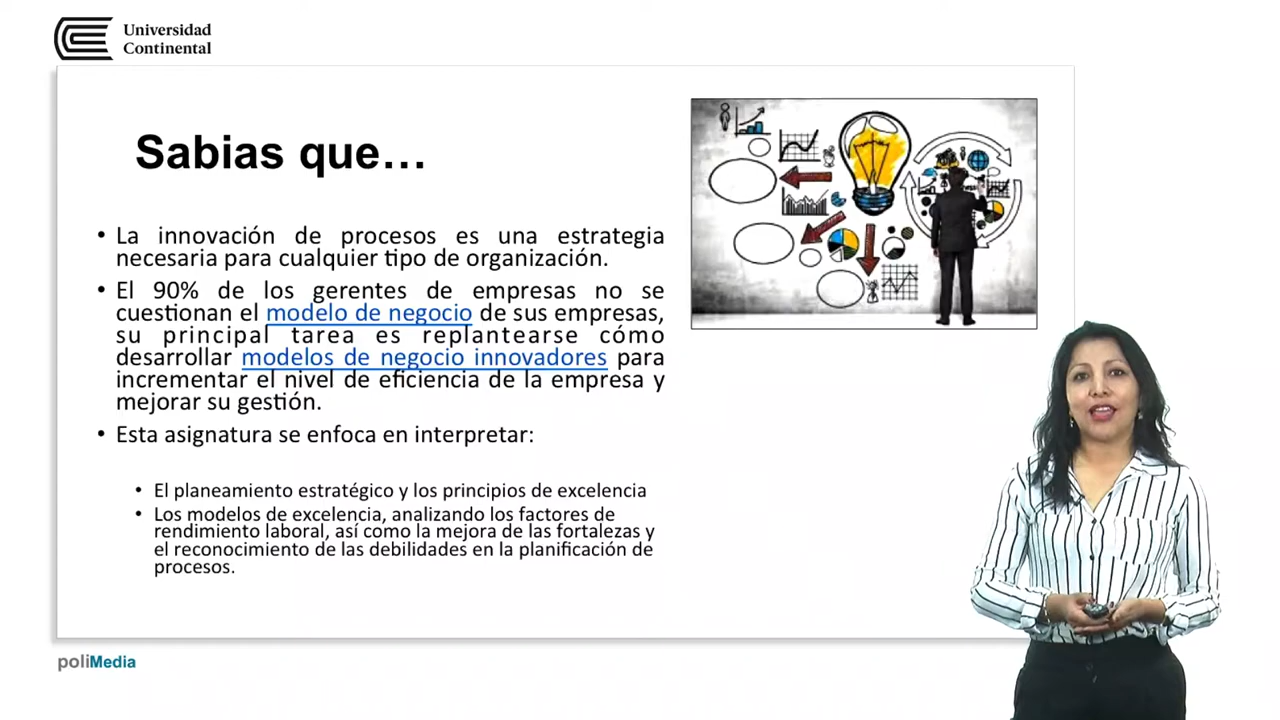 Universidad
Continental
Sabias que...
• La innovación de procesos es una estrategia
necesaria para cualquier tipo de organización.
• El 90% de los gerentes de empresas no se
cuestionan el modelo de negocio de sus empresas,
su principal tarea es replantearse cómo
desarrollar modelos de negocio innovadores para
incrementar el nivel de eficiencia de la empresa y
mejorar su gestión.
• Esta asignatura se enfoca en interpretar:
• El planeamiento estratégico y los principios de excelencia
• Los modelos de excelencia, analizando los factores de
rendimiento laboral, así como la mejora de las fortalezas y
el reconocimiento de las debilidades en la planificación de
procesos.
poliMedia